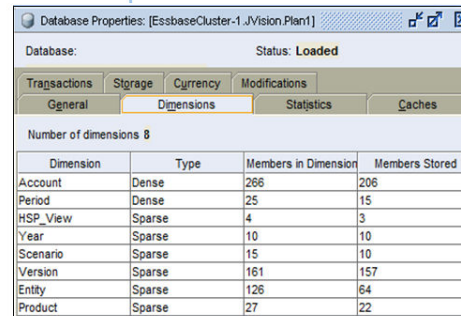 Database Properties: [EssbaseCluster-1.JVision.Plan1]
Database: Status: Loaded
Transactions Storage Currency Modifications
General Dimensions Statistics Caches
Number of dimensions 8
Dimension Type Members in Dimension Members Stored
Account Dense 266 206
Period Dense 25 15
HSP_View Sparse 4 3
Year Sparse 10 10
Scenario Sparse 15 10
Version Sparse 161 157
Entity Sparse 126 64
Product Sparse 27 22